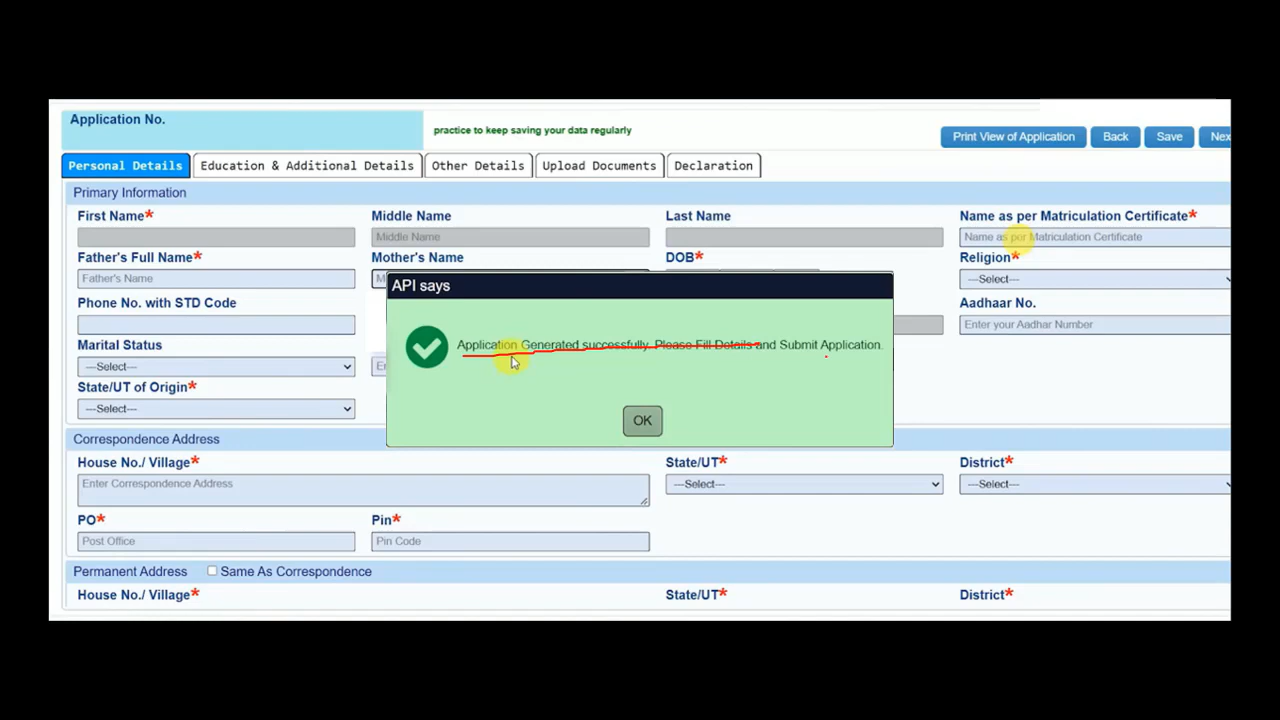 Application No.
practice to keep saving your data regularly
Print View of Application Back Save Nex
Personal Details Education & Additional Details Other Details Upload Documents Declaration
Primary Information
First Name* Middle Name Last Name Name as per Matriculation Certificate*
Middle Name Name as per Matriculation Certificate
Father's Full Name* Mother's Name DOB* Religion*
Father's Name ---Select---
API says
Phone No. with STD Code Aadhaar No.
Enter your Aadhar Number
Application Generated successfully. Please Fill Details and Submit Application.
Marital Status
---Select---
State/UT of Origin*
---Select---
OK
Correspondence Address
House No./ Village* State/UT* District*
Enter Correspondence Address ---Select--- ---Select---
PO* Pin*
Post Office Pin Code
Permanent Address Same As Correspondence
House No./ Village* State/UT* District*